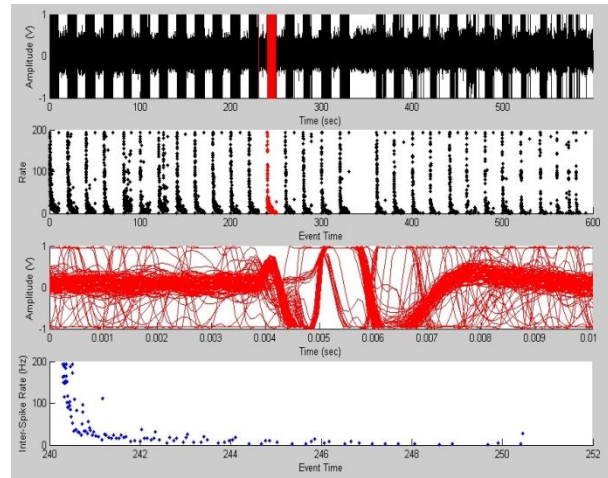 1
0
-1
Amplitude (V)
0 100 200 300 400 500
Time (sec)
200
100
0
Rate
0 100 200 300 400 500 600
Event Time
1
0
-1
Amplitude (V)
0 0.001 0.002 0.003 0.004 0.005 0.006 0.007 0.008 0.009 0.01
Time (sec)
200
100
0
Inter-Spike Rate (Hz)
240 242 244 246 248 250 252
Event Time